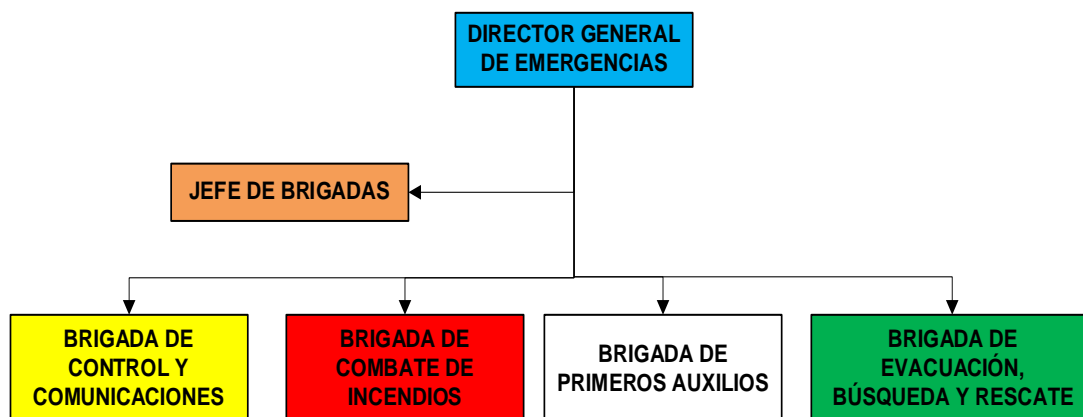 DIRECTOR GENERAL
DE EMERGENCIAS
JEFE DE BRIGADAS
BRIGADA DE
CONTROL Y
COMUNICACIONES
BRIGADA DE
COMBATE DE
INCENDIOS
BRIGADA DE
PRIMEROS AUXILIOS
BRIGADA DE
EVACUACIÓN,
BÚSQUEDA Y RESCATE